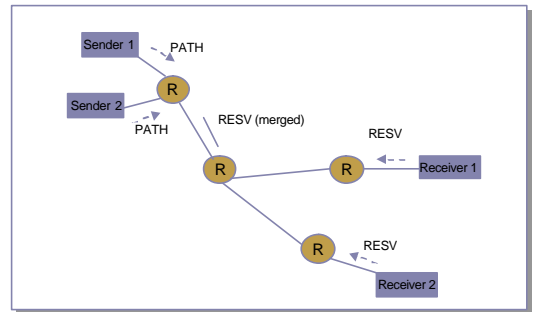 Sender 1
PATH
R
Sender 2
PATH
RESV (merged)
RESV
R
R
Receiver 1
R
RESV
Receiver 2